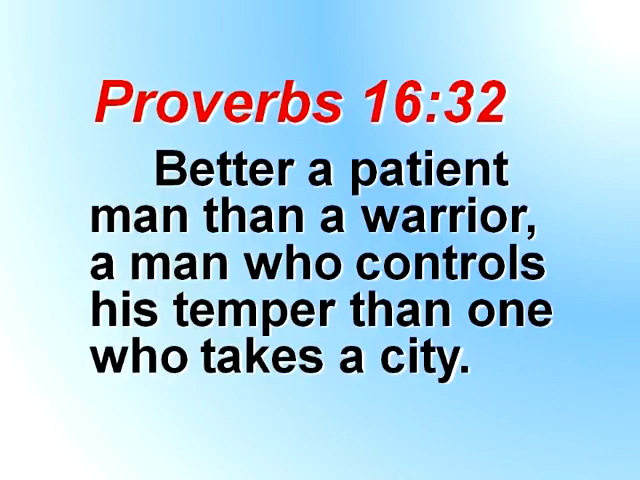 Proverbs 16:32
Better a patient
man than a warrior,
a man who controls
his temper than one
who takes a city.